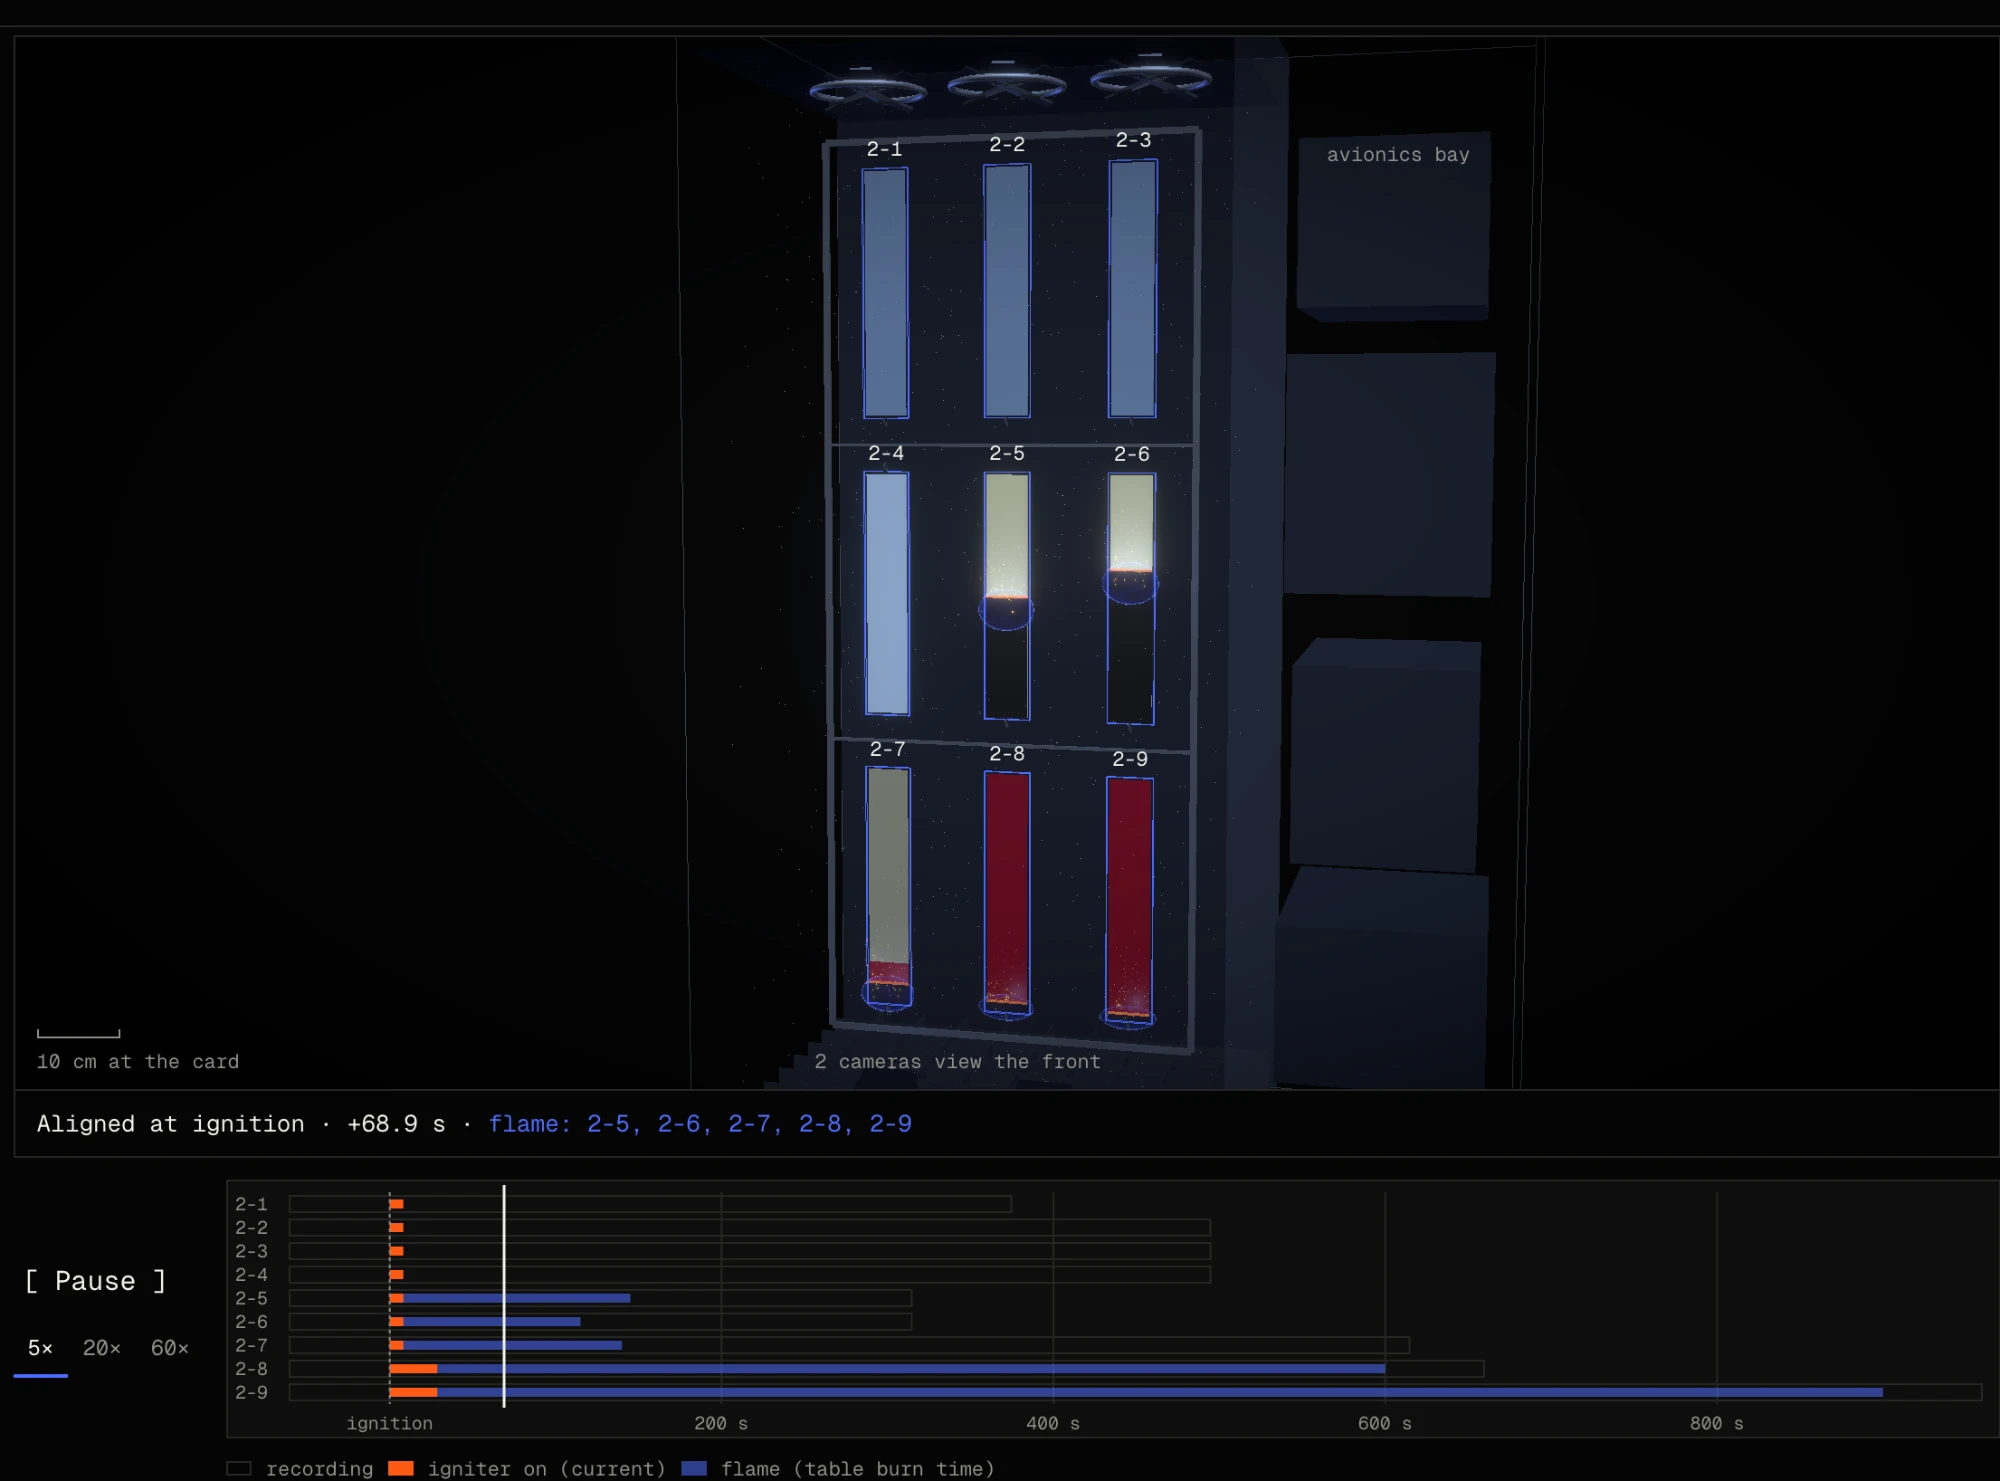 2-1 2-2 2-3
avionics bay
2-4 2-5 2-6
2-7 2-8 2-9
10 cm at the card
2 cameras view the front
Aligned at ignition · +68.9 s · flame: 2-5, 2-6, 2-7, 2-8, 2-9
[ Pause ]
5× 20× 60×
2-1
2-2
2-3
2-4
2-5
2-6
2-7
2-8
2-9
ignition 200 s 400 s 600 s 800 s
recording igniter on (current) flame (table burn time)